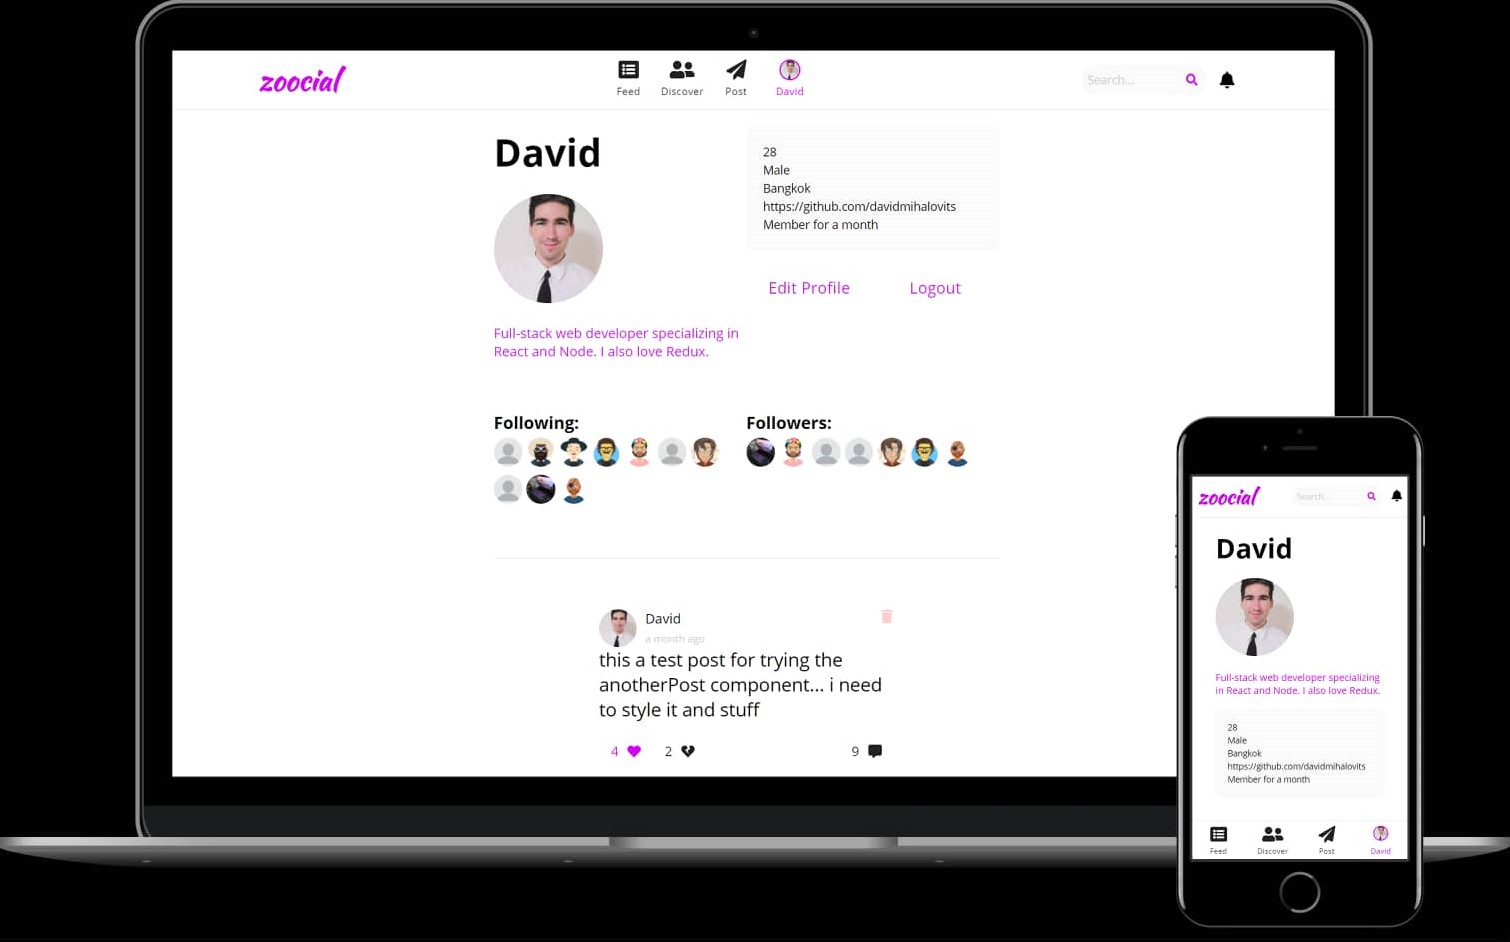 zoocial
Feed
Discover
Post
David
Search...
David
28
Male
Bangkok
https://github.com/davidmihalovits
Member for a month
Edit Profile
Logout
Full-stack web developer specializing in
React and Node. I also love Redux.
Following:
Followers:
David
a month ago
this a test post for trying the
anotherPost component... i need
to style it and stuff
4
2
9
zoocial
Search...
David
Full-stack web developer specializing
in React and Node. I also love Redux.
28
Male
Bangkok
https://github.com/davidmihalovits
Member for a month
Feed
Discover
Post
David